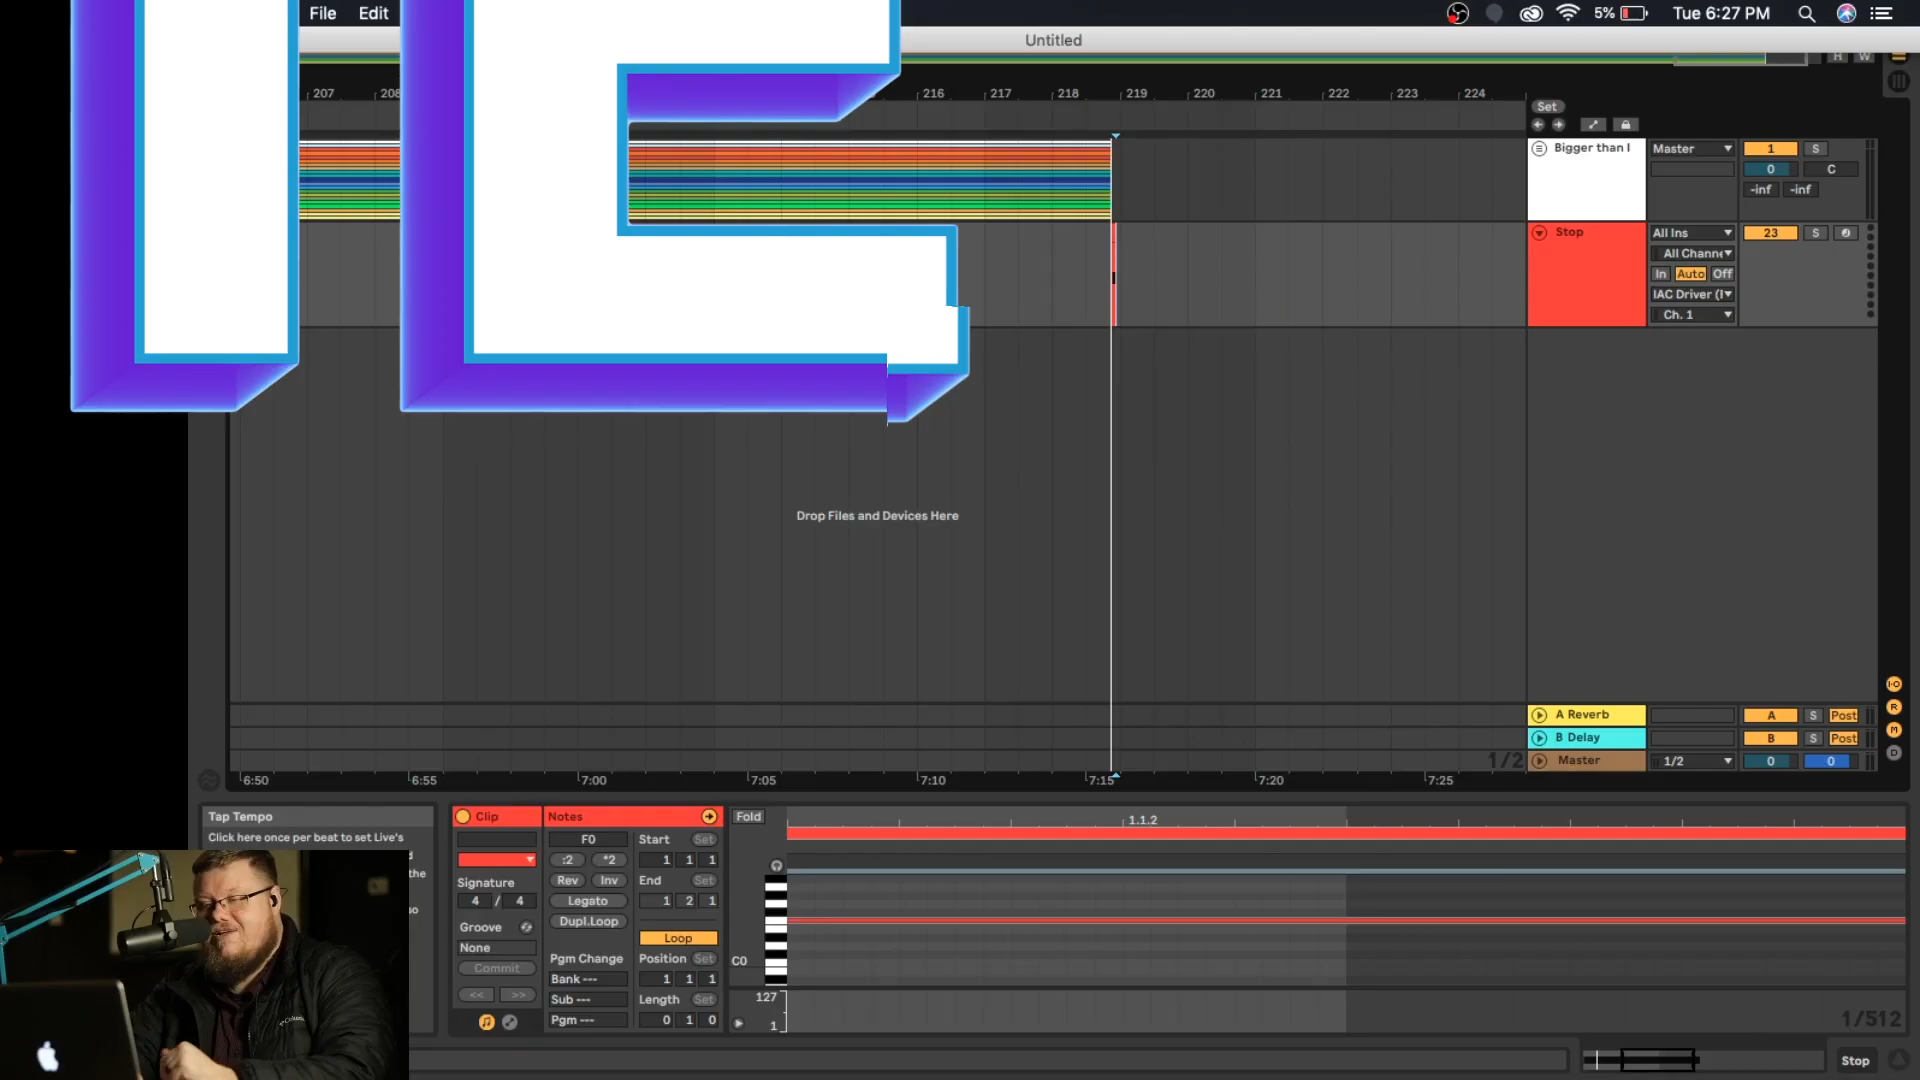 File Edit
5% Tue 6:27 PM
Untitled
H W
207 208 216 217 218 219 220 221 222 223 224
Set
Bigger than I Master 1 S
0 C
-inf -inf
Stop All Ins 23 S
All Channe
In Auto Off
IAC Driver (I
Ch. 1
Drop Files and Devices Here
A Reverb A S Post
B Delay B S Post
1/2 Master 1/2 0 0
I·O
R
M
D
6:50 6:55 7:00 7:05 7:10 7:15 7:20 7:25
Tap Tempo
Click here once per beat to set Live's
the
Clip Notes Fold
F0 Start Set
:2 *2 1 1 1
Signature Rev Inv End Set
4 / 4 Legato 1 2 1
Groove Dupl.Loop
None Loop
Commit Pgm Change Position Set
Bank --- 1 1 1
<< >> Sub --- Length Set
Pgm --- 0 1 0
1.1.2
C0
127
1
1/512
Stop
Columbia